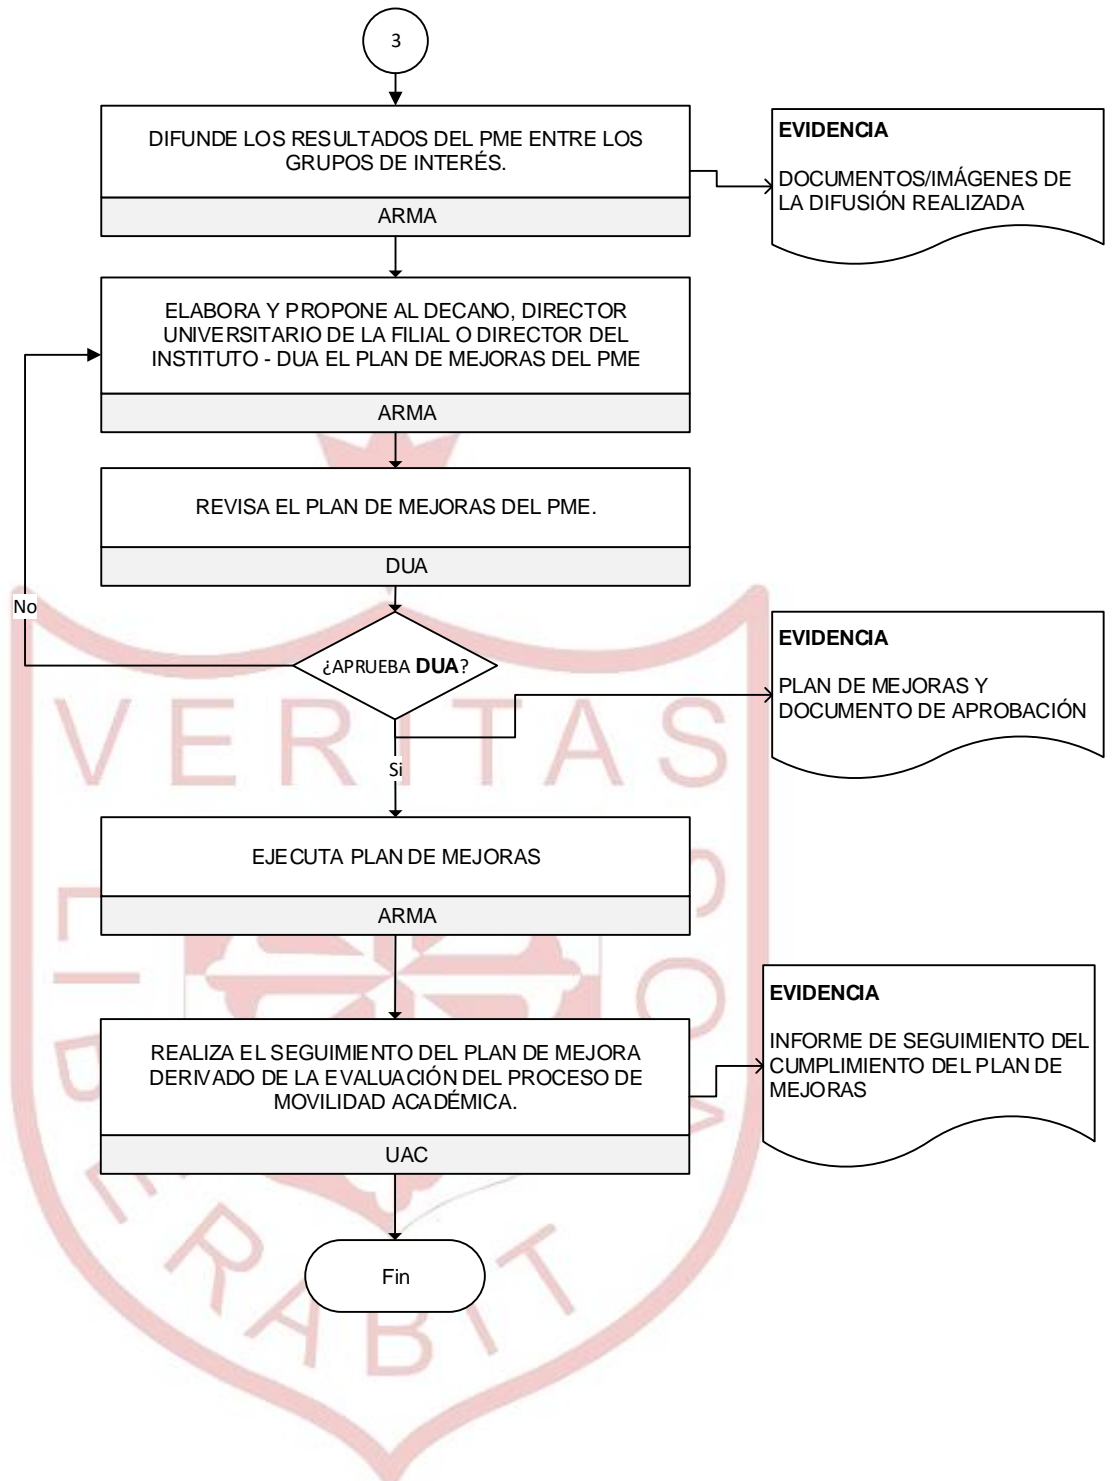 3
DIFUNDE LOS RESULTADOS DEL PME ENTRE LOS
GRUPOS DE INTERÉS.
ARMA
EVIDENCIA
DOCUMENTOS/IMÁGENES DE
LA DIFUSIÓN REALIZADA
ELABORA Y PROPONE AL DECANO, DIRECTOR
UNIVERSITARIO DE LA FILIAL O DIRECTOR DEL
INSTITUTO - DUA EL PLAN DE MEJORAS DEL PME
ARMA
REVISA EL PLAN DE MEJORAS DEL PME.
DUA
No
¿APRUEBA DUA?
EVIDENCIA
PLAN DE MEJORAS Y
DOCUMENTO DE APROBACIÓN
Si
EJECUTA PLAN DE MEJORAS
ARMA
REALIZA EL SEGUIMIENTO DEL PLAN DE MEJORA
DERIVADO DE LA EVALUACIÓN DEL PROCESO DE
MOVILIDAD ACADÉMICA.
UAC
EVIDENCIA
INFORME DE SEGUIMIENTO DEL
CUMPLIMIENTO DEL PLAN DE
MEJORAS
Fin
VERITAS
LIBERABIT